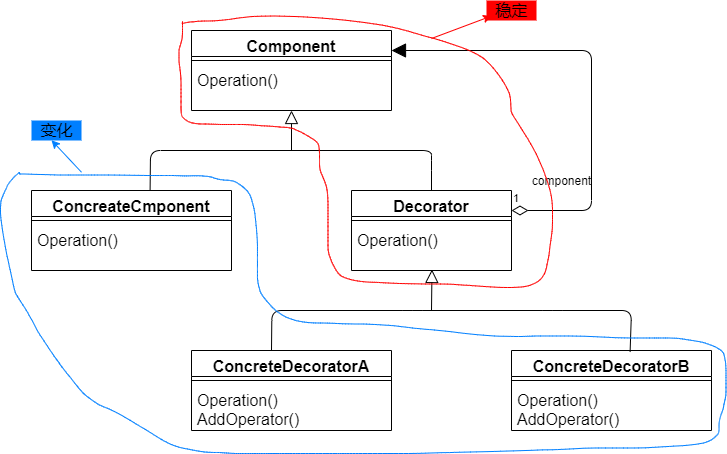 稳定
Component
Operation()
变化
component
1
ConcreateCmponent
Operation()
Decorator
Operation()
ConcreteDecoratorA
Operation()
AddOperator()
ConcreteDecoratorB
Operation()
AddOperator()